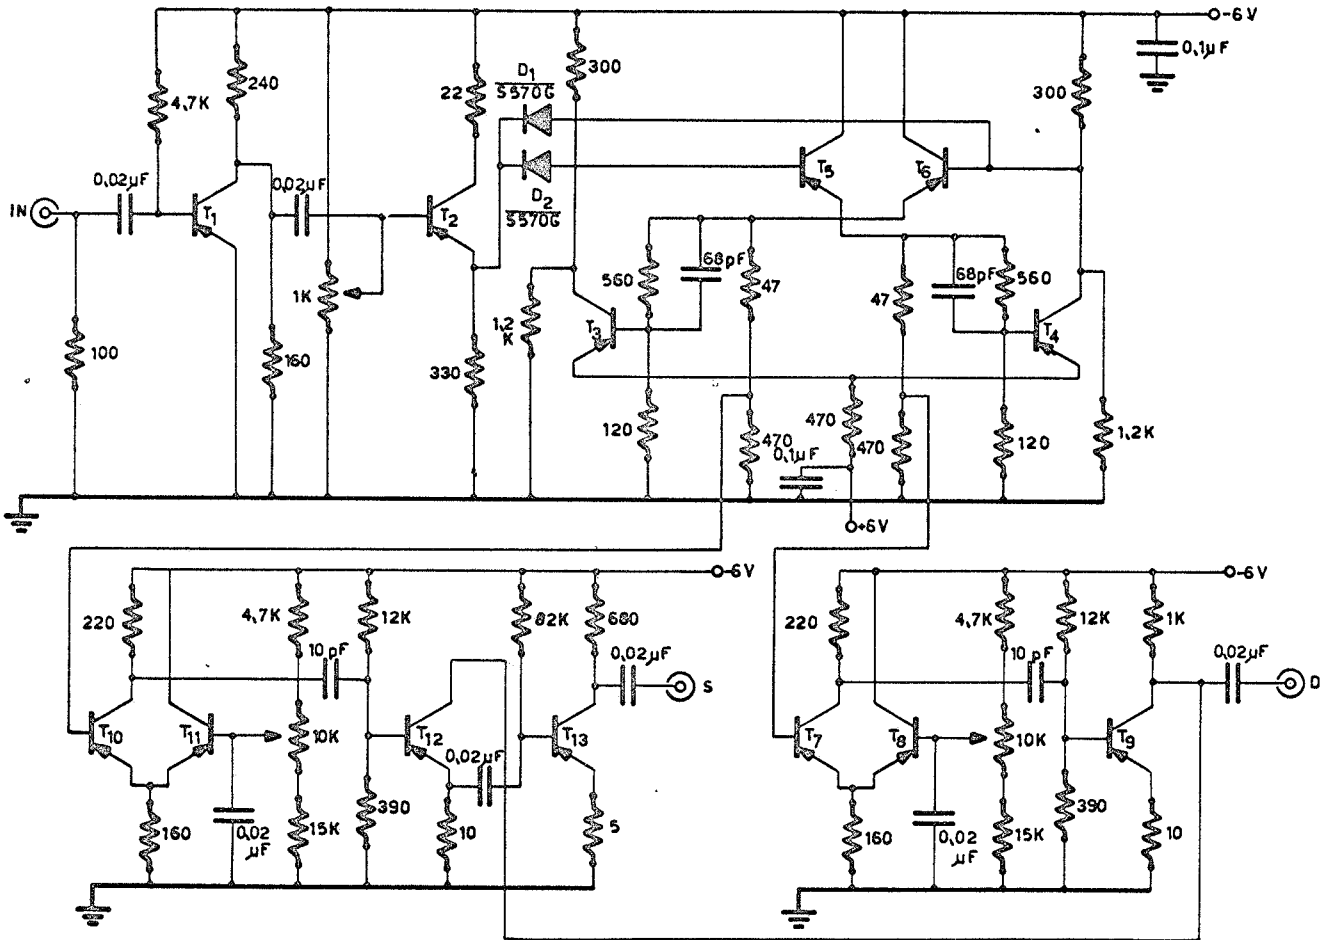 -6V
0,1µF
240
4,7K
22
D1
S570G
300
300
0,02µF
0,02µF
D2
S570G
T5
T6
IN
T1
T2
68pF
68pF
1K
560
47
47
560
100
160
330
1,2
K
T3
T4
120
470
0,1µF
470
470
120
1,2K
+6V
-6V
-6V
220
4,7K
12K
82K
680
220
4,7K
12K
1K
10pF
0,02µF
S
10pF
0,02µF
D
T10
T11
10K
T12
T13
T7
T8
10K
T9
0,02µF
160
0,02
µF
15K
390
10
5
160
0,02
µF
15K
390
10